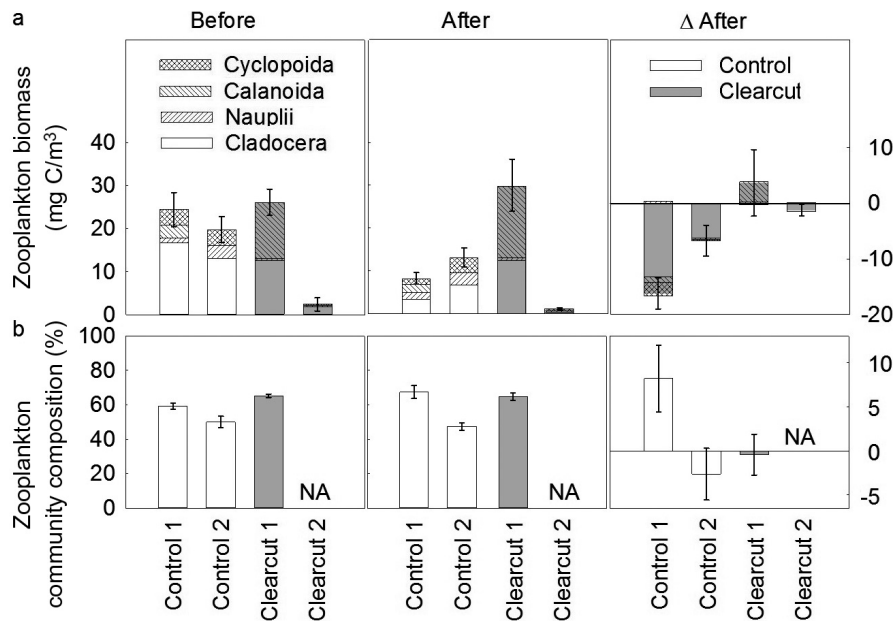 a
Before
After
Δ After
Zooplankton biomass
(mg C/m³)
40
30
20
10
0
Cyclopoida
Calanoida
Nauplii
Cladocera
Control
Clearcut
10
0
-10
-20
b
Zooplankton
community composition (%)
100
80
60
40
20
0
NA
NA
NA
10
5
0
-5
Control 1
Control 2
Clearcut 1
Clearcut 2
Control 1
Control 2
Clearcut 1
Clearcut 2
Control 1
Control 2
Clearcut 1
Clearcut 2